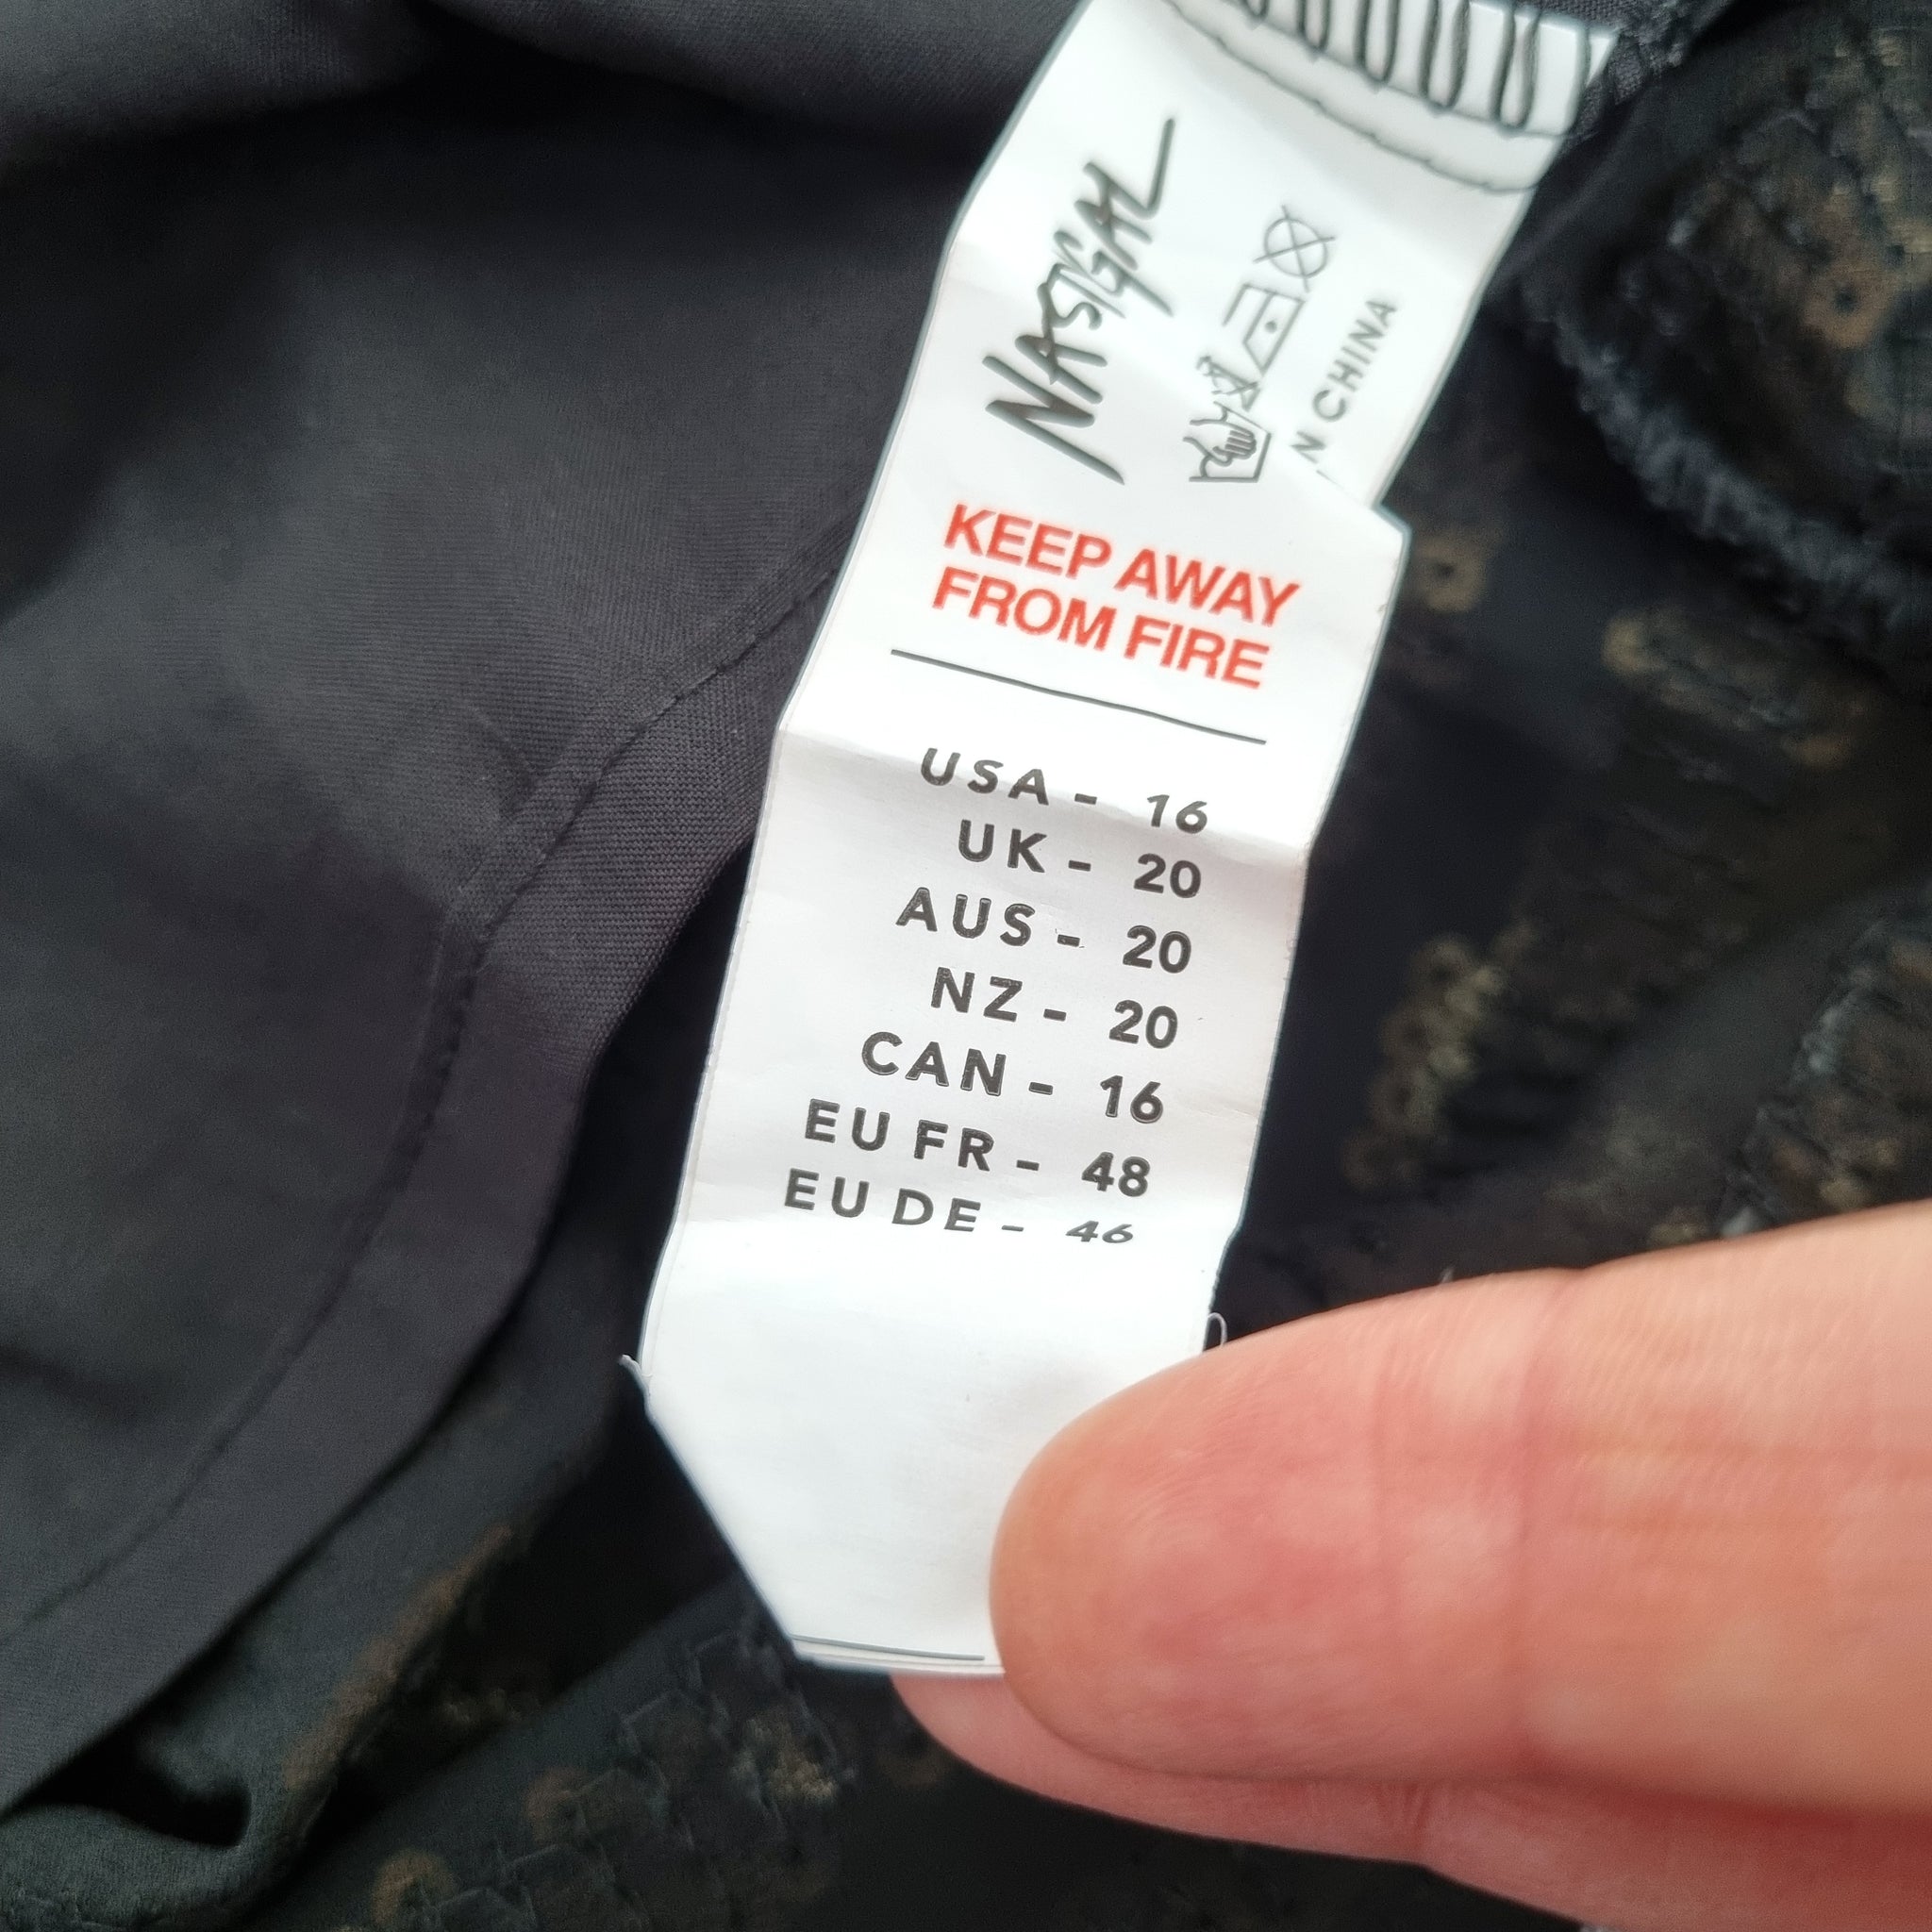 NASTYGAL
N CHINA
KEEP AWAY
FROM FIRE
USA - 16
UK - 20
AUS - 20
NZ - 20
CAN - 16
EU FR - 48
EU DE - 46